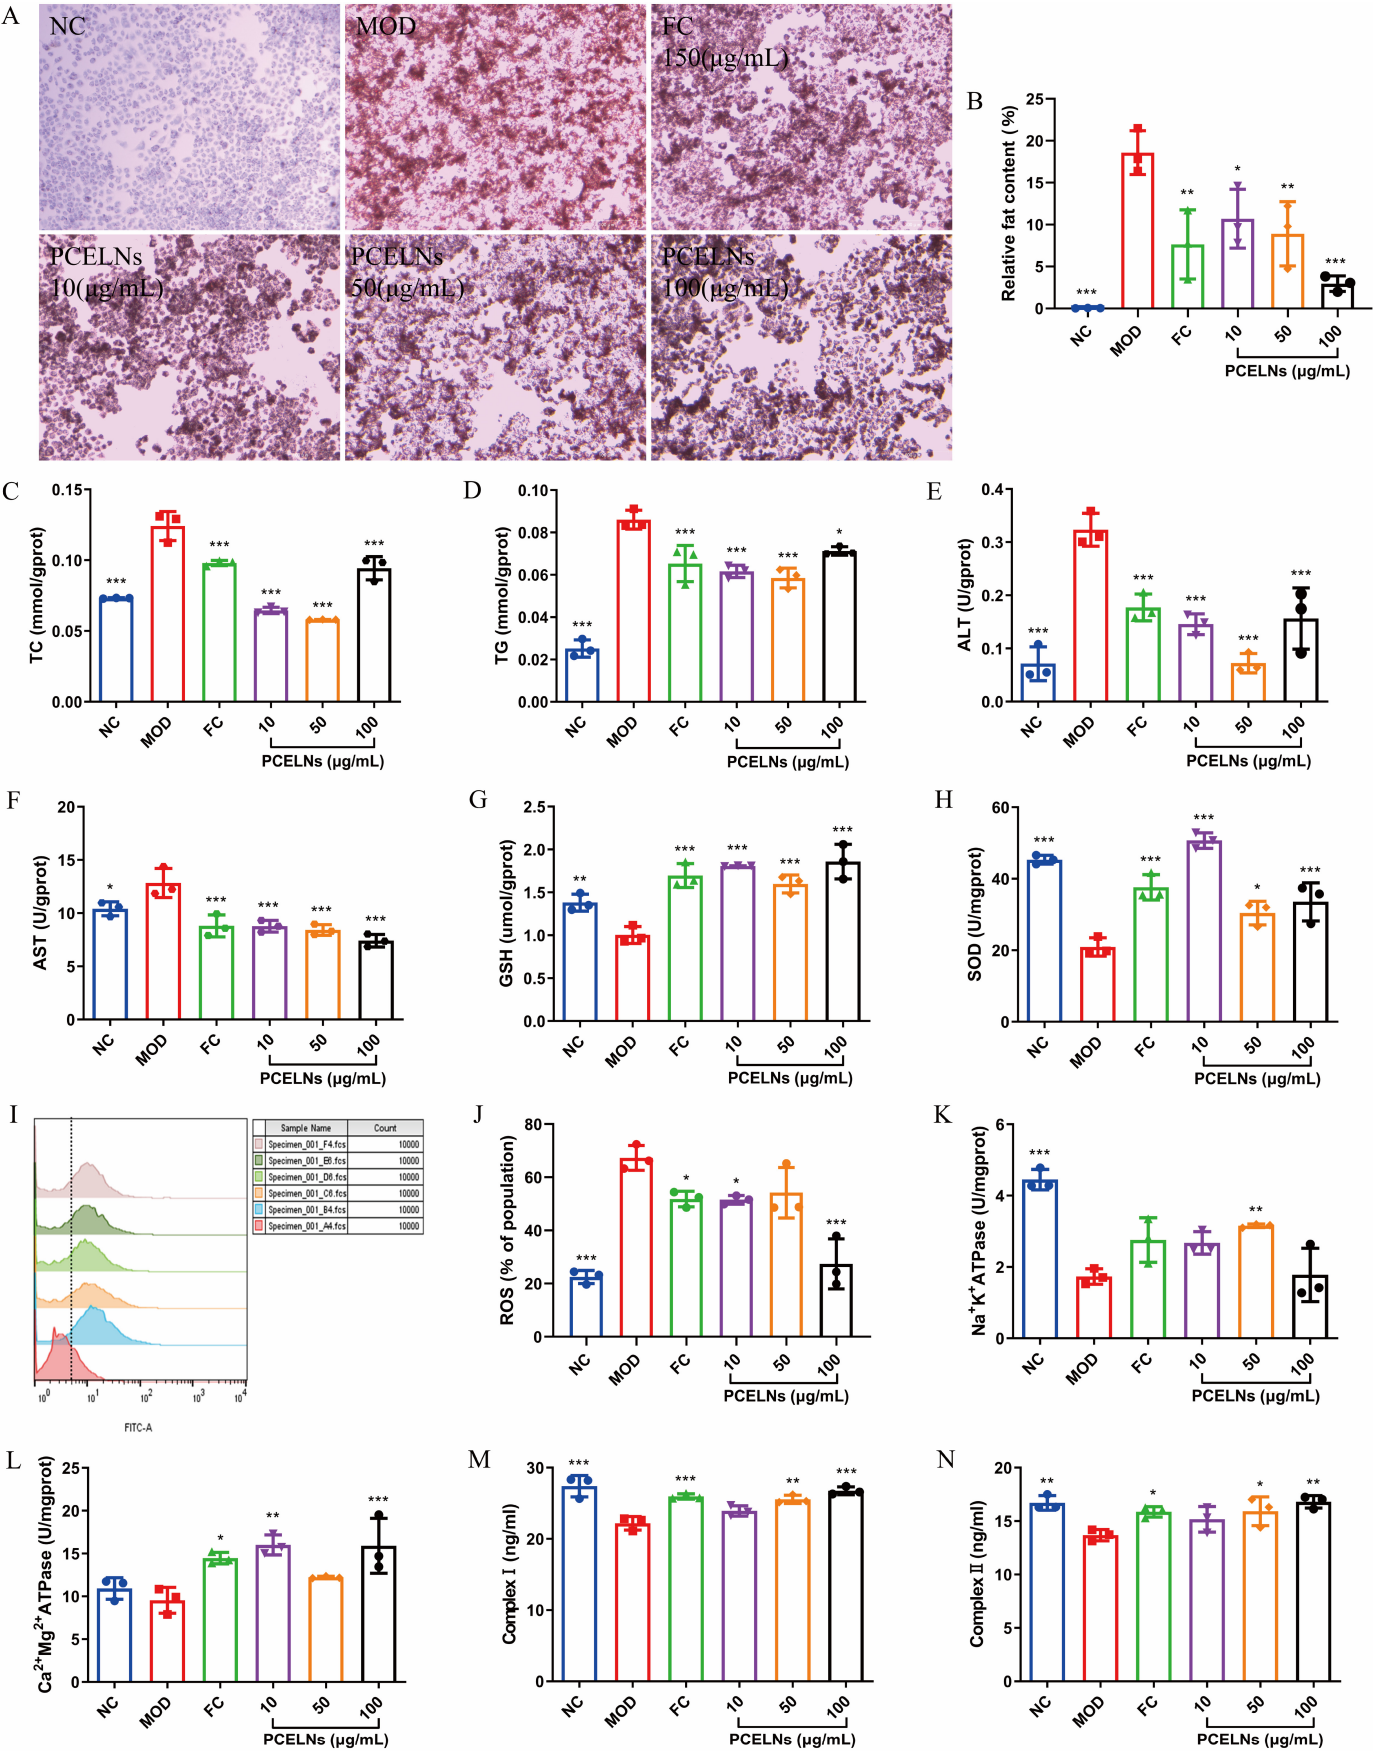 A
NC
MOD
FC
150(μg/mL)
PCELNs
10(μg/mL)
PCELNs
50(μg/mL)
PCELNs
100(μg/mL)
B
Relative fat content (%)
25
20
15
10
5
0
***
**
*
**
***
NC
MOD
FC
10
50
100
PCELNs (μg/mL)
C
TC (mmol/gprot)
0.15
0.10
0.05
0.00
***
***
***
***
***
NC
MOD
FC
10
50
100
PCELNs (μg/mL)
D
TG (mmol/gprot)
0.10
0.08
0.06
0.04
0.02
0.00
***
***
***
***
*
NC
MOD
FC
10
50
100
PCELNs (μg/mL)
E
ALT (U/gprot)
0.4
0.3
0.2
0.1
0.0
***
***
***
***
***
NC
MOD
FC
10
50
100
PCELNs (μg/mL)
F
AST (U/gprot)
20
15
10
5
0
*
***
***
***
***
NC
MOD
FC
10
50
100
PCELNs (μg/mL)
G
GSH (umol/gprot)
2.5
2.0
1.5
1.0
0.5
0.0
**
***
***
***
***
NC
MOD
FC
10
50
100
PCELNs (μg/mL)
H
SOD (U/mgprot)
60
40
20
0
***
***
***
*
***
NC
MOD
FC
10
50
100
PCELNs (μg/mL)
I
Sample Name Count
Specimen_001_F4.fcs 10000
Specimen_001_E6.fcs 10000
Specimen_001_D6.fcs 10000
Specimen_001_C6.fcs 10000
Specimen_001_B4.fcs 10000
Specimen_001_A4.fcs 10000
10⁰ 10¹ 10² 10³ 10⁴
FITC-A
J
ROS (% of population)
80
60
40
20
0
***
*
*
***
NC
MOD
FC
10
50
100
PCELNs (μg/mL)
K
Na⁺K⁺ATPase (U/mgprot)
6
4
2
0
***
**
NC
MOD
FC
10
50
100
PCELNs (μg/mL)
L
Ca²⁺Mg²⁺ATPase (U/mgprot)
25
20
15
10
5
0
*
**
***
NC
MOD
FC
10
50
100
PCELNs (μg/mL)
M
Complex Ⅰ (ng/ml)
30
20
10
0
***
***
**
***
NC
MOD
FC
10
50
100
PCELNs (μg/mL)
N
Complex Ⅱ (ng/ml)
20
15
10
5
0
**
*
*
**
NC
MOD
FC
10
50
100
PCELNs (μg/mL)